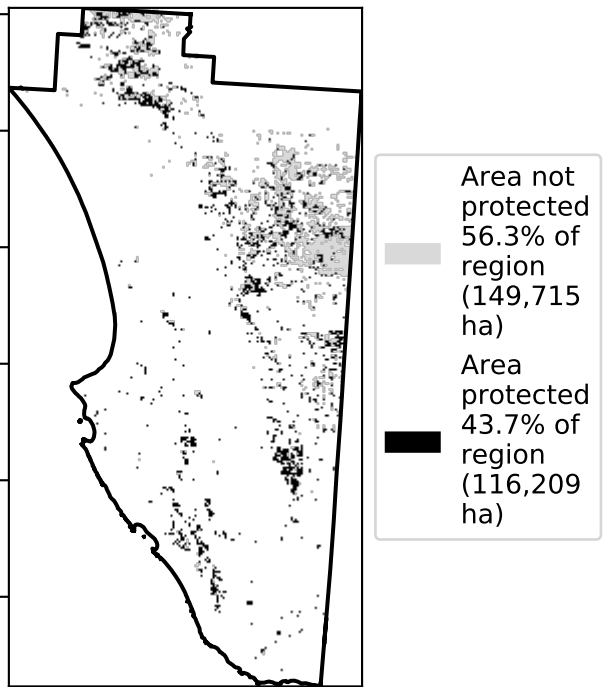 Area not
protected
56.3% of
region
(149,715
ha)
Area
protected
43.7% of
region
(116,209
ha)